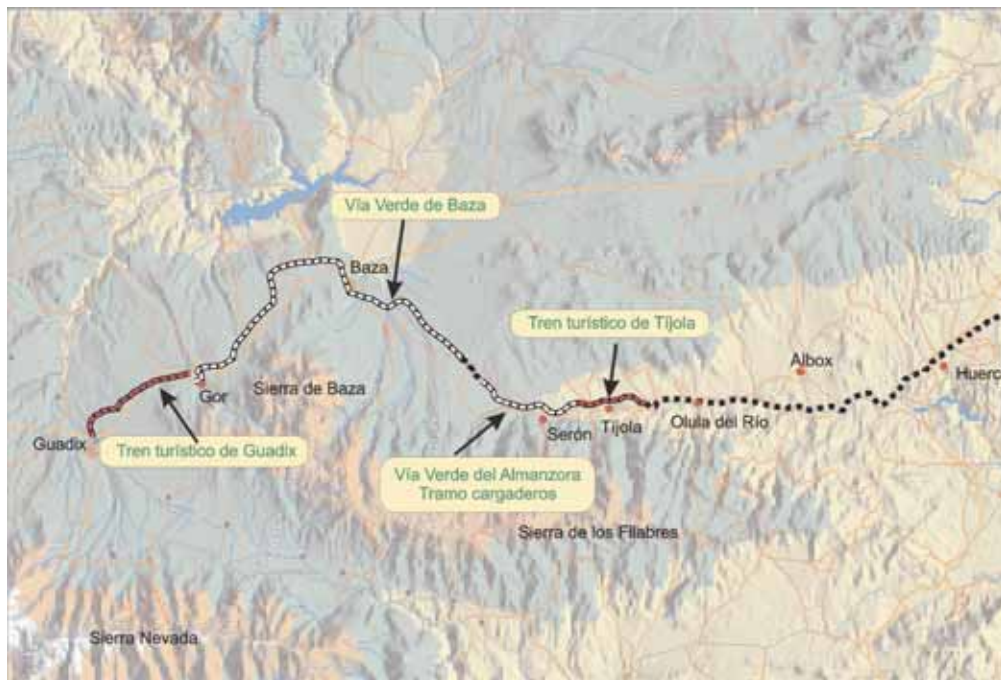 Vía Verde de Baza
Baza
Tren turístico de Tíjola
Albox
Huerc
Gor
Sierra de Baza
Guadix
Tren turístico de Guadix
Serón
Tíjola
Olula del Río
Vía Verde del Almanzora
Tramo cargaderos
Sierra de los Filabres
Sierra Nevada